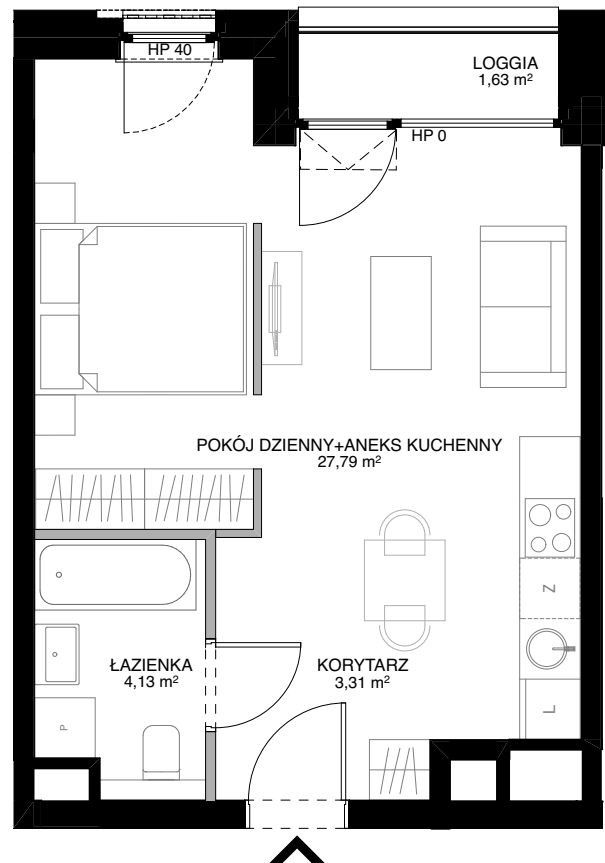 HP 40
LOGGIA
1,63 m²
HP 0
POKÓJ DZIENNY+ANEKS KUCHENNY
27,79 m²
Z
ŁAZIENKA
4,13 m²
KORYTARZ
3,31 m²
P
L